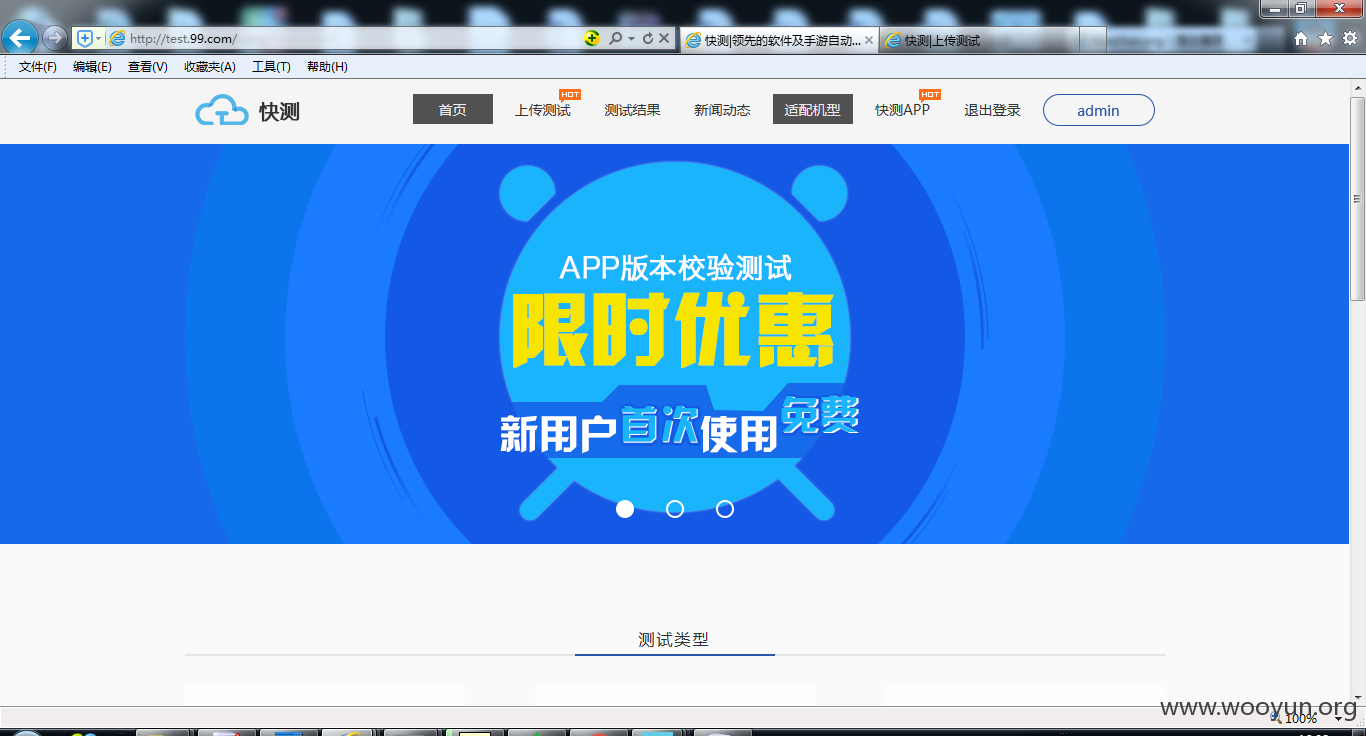 http://test.99.com/
快测|领先的软件及手游自动...
快测|上传测试
文件(F) 编辑(E) 查看(V) 收藏夹(A) 工具(T) 帮助(H)
快测
首页 上传测试 HOT 测试结果 新闻动态 适配机型 快测APP HOT 退出登录 admin
APP版本校验测试
限时优惠
新用户首次使用免费
测试类型
www.wooyun.org
100%